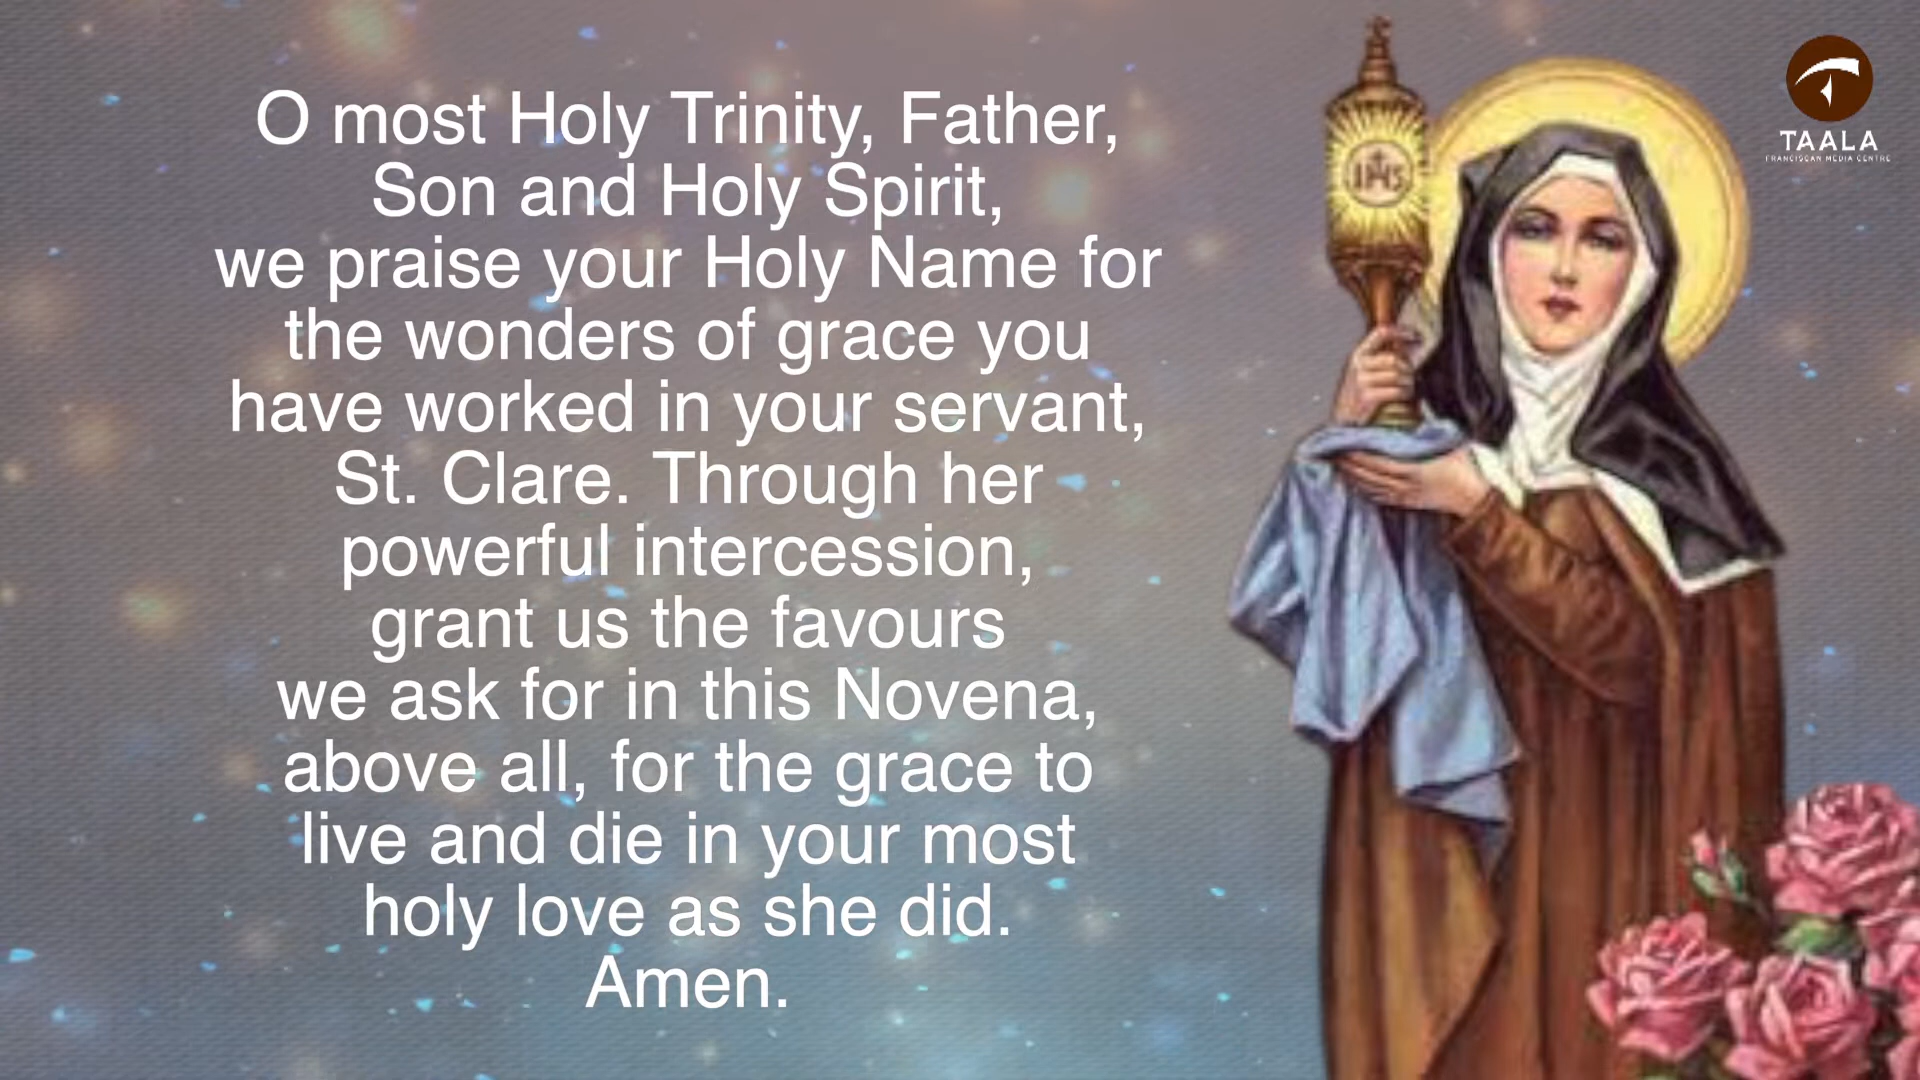 O most Holy Trinity, Father,
Son and Holy Spirit,
we praise your Holy Name for
the wonders of grace you
have worked in your servant,
St. Clare. Through her
powerful intercession,
grant us the favours
we ask for in this Novena,
above all, for the grace to
live and die in your most
holy love as she did.
Amen.
IHS
TAALA
FRANCISCAN MEDIA CENTRE